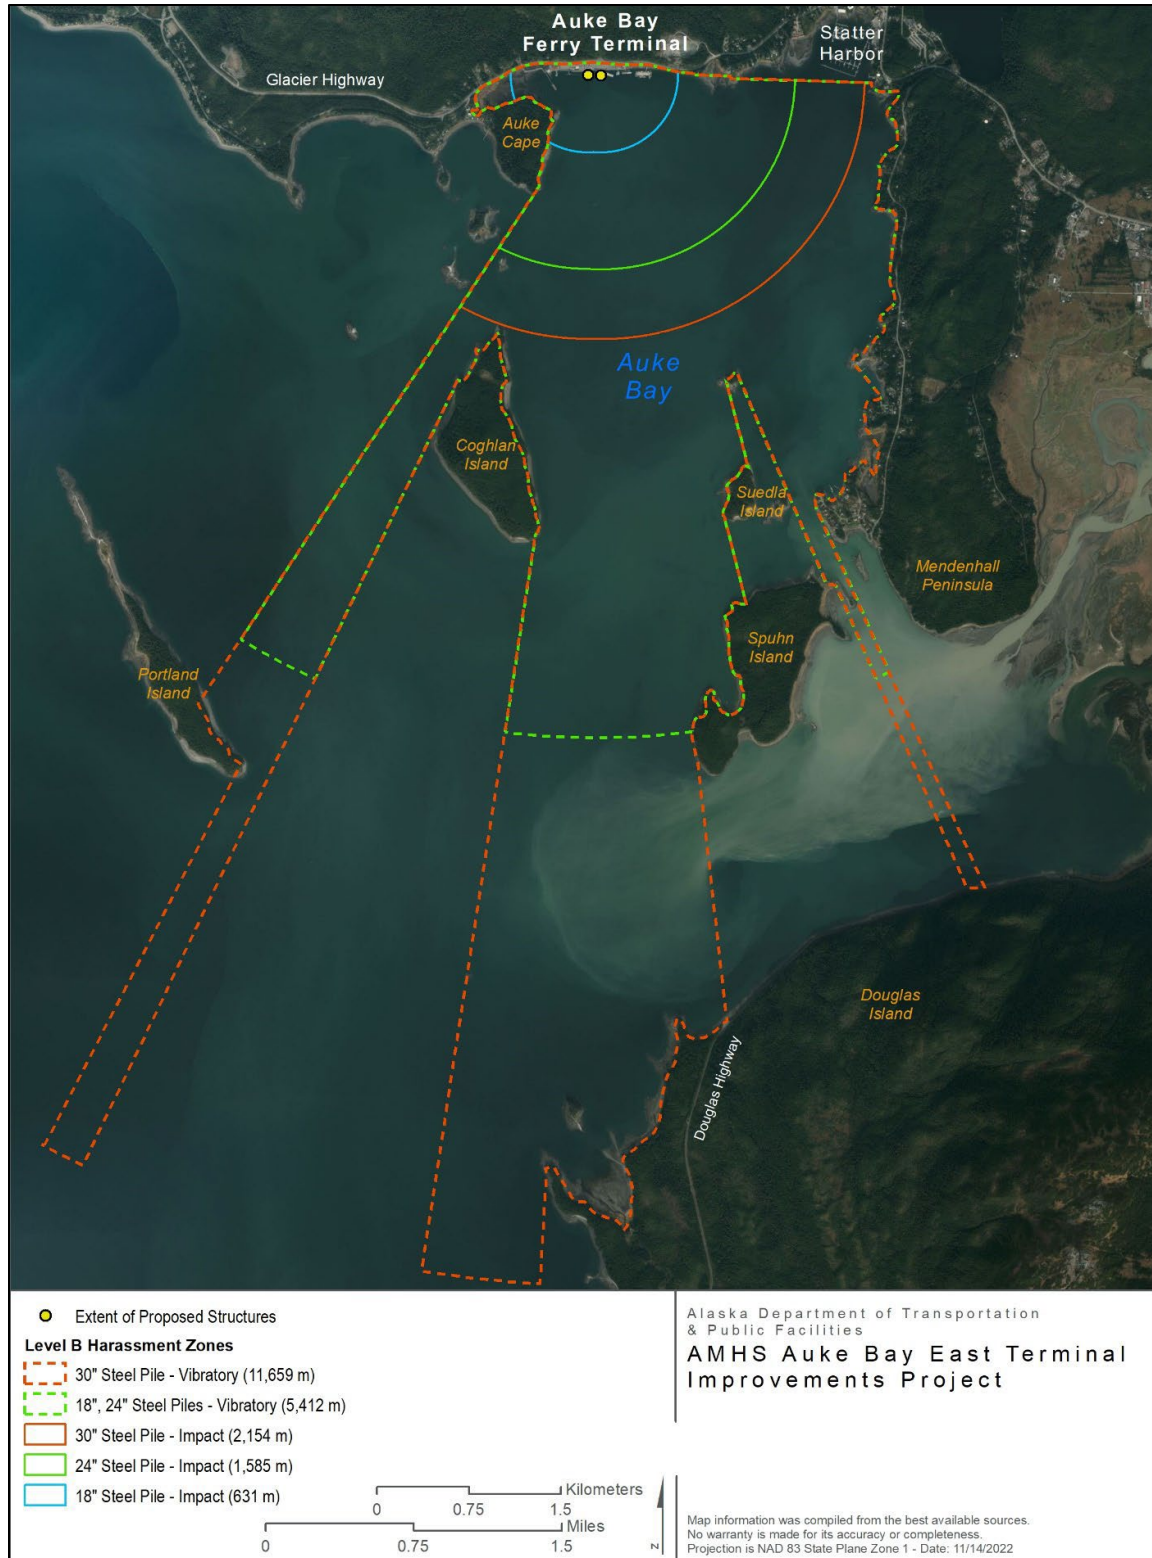 Auke Bay
Ferry Terminal
Statter
Harbor
Glacier Highway
Auke
Cape
Auke
Bay
Coghlan
Island
Suedla
Island
Mendenhall
Peninsula
Spuhn
Island
Portland
Island
Douglas
Island
Douglas Highway
Extent of Proposed Structures
Level B Harassment Zones
30" Steel Pile - Vibratory (11,659 m)
18", 24" Steel Piles - Vibratory (5,412 m)
30" Steel Pile - Impact (2,154 m)
24" Steel Pile - Impact (1,585 m)
18" Steel Pile - Impact (631 m)
Kilometers
0 0.75 1.5
Miles
0 0.75 1.5
N
Alaska Department of Transportation
& Public Facilities
AMHS Auke Bay East Terminal
Improvements Project
Map information was compiled from the best available sources.
No warranty is made for its accuracy or completeness.
Projection is NAD 83 State Plane Zone 1 - Date: 11/14/2022